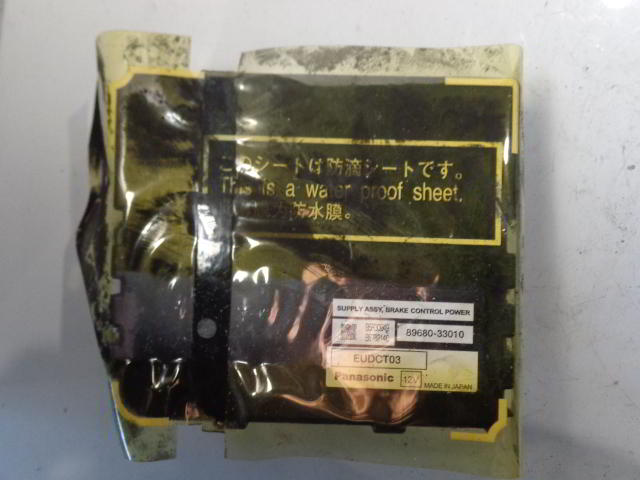 このシートは防滴シートです。
This is a water proof sheet.
防水膜。
SUPPLY ASSY, BRAKE CONTROL POWER
89680-33010
EUDCT03
Panasonic 12V MADE IN JAPAN